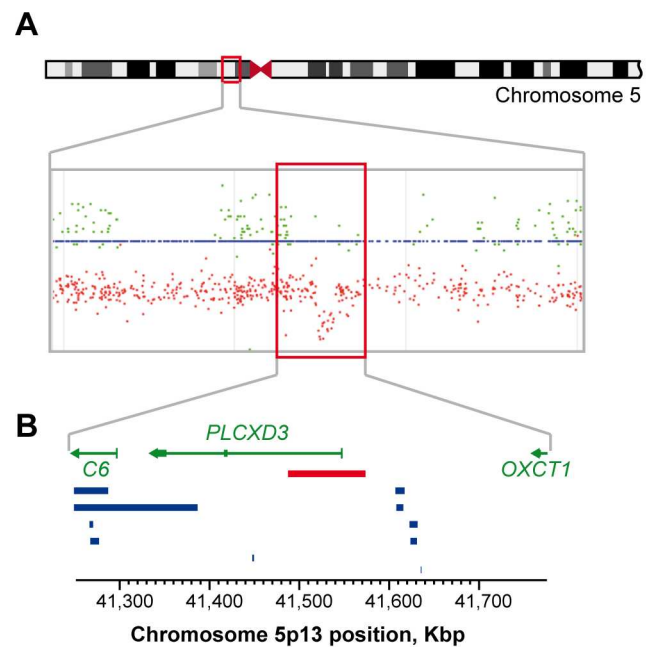 A
Chromosome 5
B
PLCXD3
C6
OXCT1
41,300 41,400 41,500 41,600 41,700
Chromosome 5p13 position, Kbp